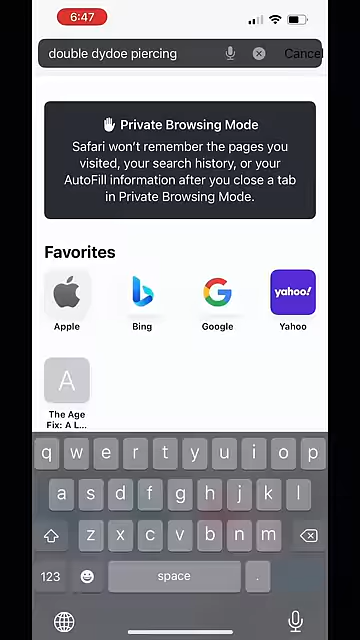 6:47
double dydoe piercing
Cancel
Private Browsing Mode
Safari won't remember the pages you
visited, your search history, or your
AutoFill information after you close a tab
in Private Browsing Mode.
Favorites
Apple Bing Google Yahoo
yahoo!
A
The Age
Fix: A L...
q w e r t y u i o p
a s d f g h j k l
z x c v b n m
123 space .